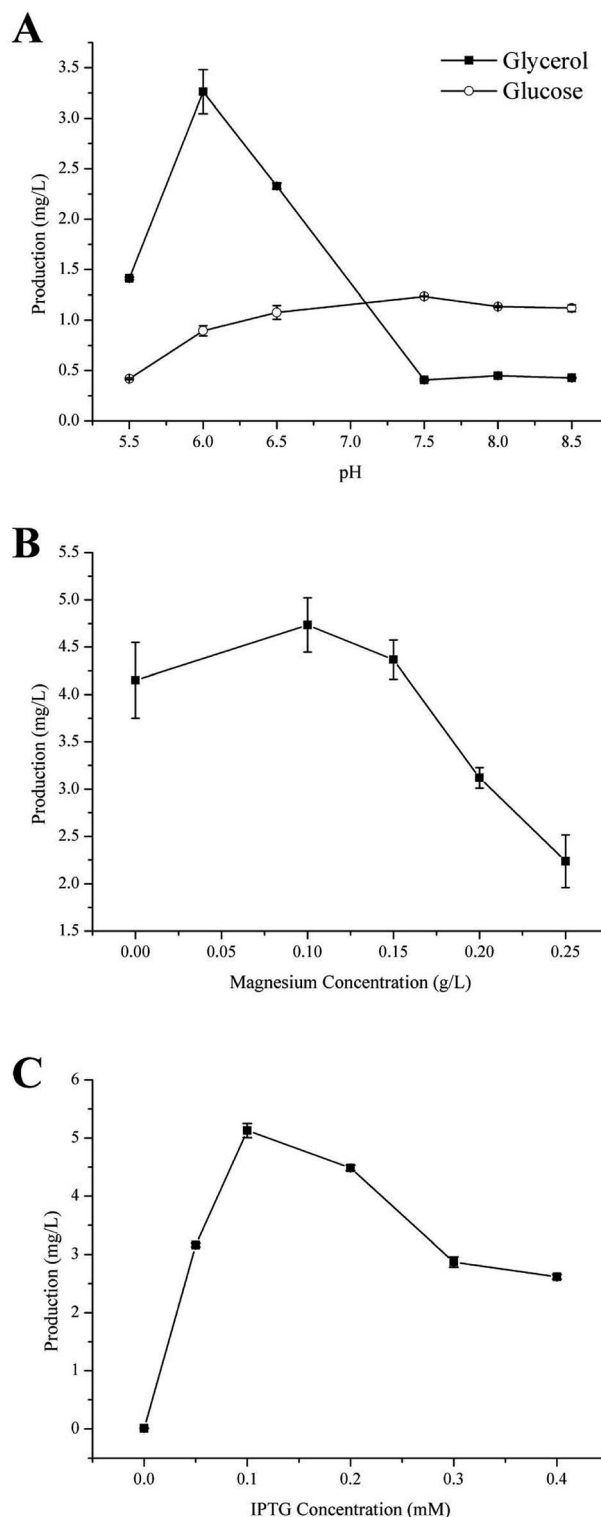 A
Glycerol
Glucose
3.5
3.0
2.5
2.0
1.5
1.0
0.5
0.0
Production (mg/L)
5.5 6.0 6.5 7.0 7.5 8.0 8.5
pH
B
5.5
5.0
4.5
4.0
3.5
3.0
2.5
2.0
1.5
Production (mg/L)
0.00 0.05 0.10 0.15 0.20 0.25
Magnesium Concentration (g/L)
C
6
5
4
3
2
1
0
Production (mg/L)
0.0 0.1 0.2 0.3 0.4
IPTG Concentration (mM)